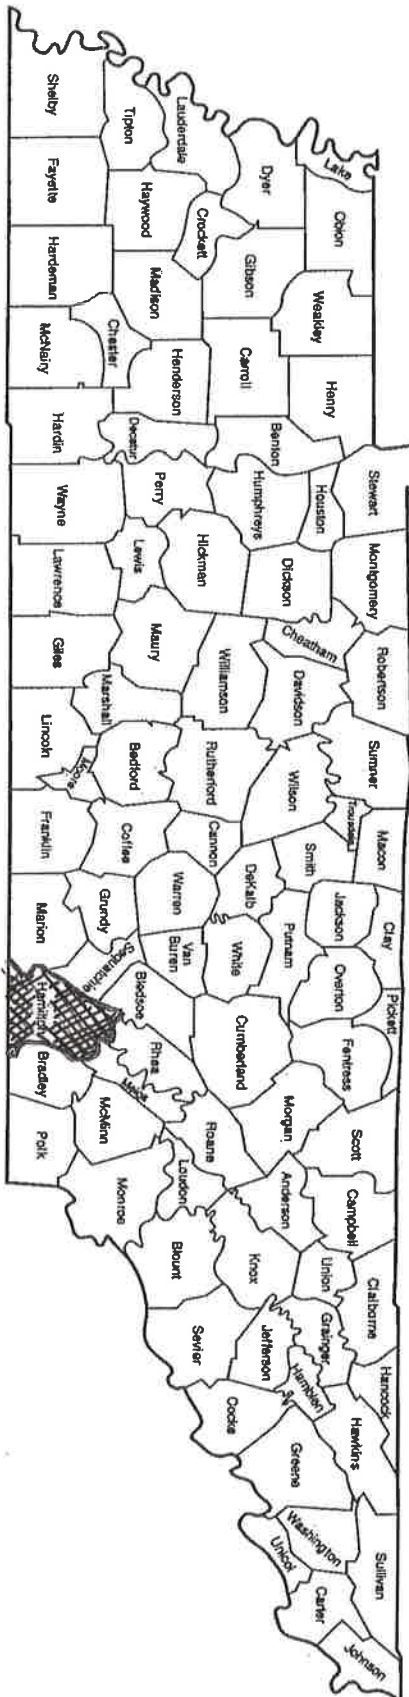 Lake
Obion
Weakley
Henry
Stewart
Montgomery
Robertson
Sumner
Trousdale
Macon
Clay
Pickett
Fentress
Scott
Campbell
Claiborne
Hancock
Hawkins
Sullivan
Johnson
Dyer
Gibson
Carroll
Benton
Houston
Humphreys
Dickson
Cheatham
Davidson
Wilson
Smith
Jackson
Overton
Putnam
DeKalb
White
Cumberland
Morgan
Anderson
Union
Grainger
Hamblen
Greene
Washington
Unicoi
Carter
Lauderdale
Crockett
Tipton
Haywood
Madison
Henderson
Decatur
Perry
Hickman
Lewis
Maury
Williamson
Rutherford
Cannon
Warren
Van
Buren
Bledsoe
Rhea
Meigs
Roane
Loudon
Knox
Blount
Jefferson
Sevier
Cocke
Chester
Marshall
Bedford
Moore
Coffee
Grundy
Sequatchie
McMinn
Monroe
Shelby
Fayette
Hardeman
McNairy
Hardin
Wayne
Lawrence
Giles
Lincoln
Franklin
Marion
Hamilton
Bradley
Polk